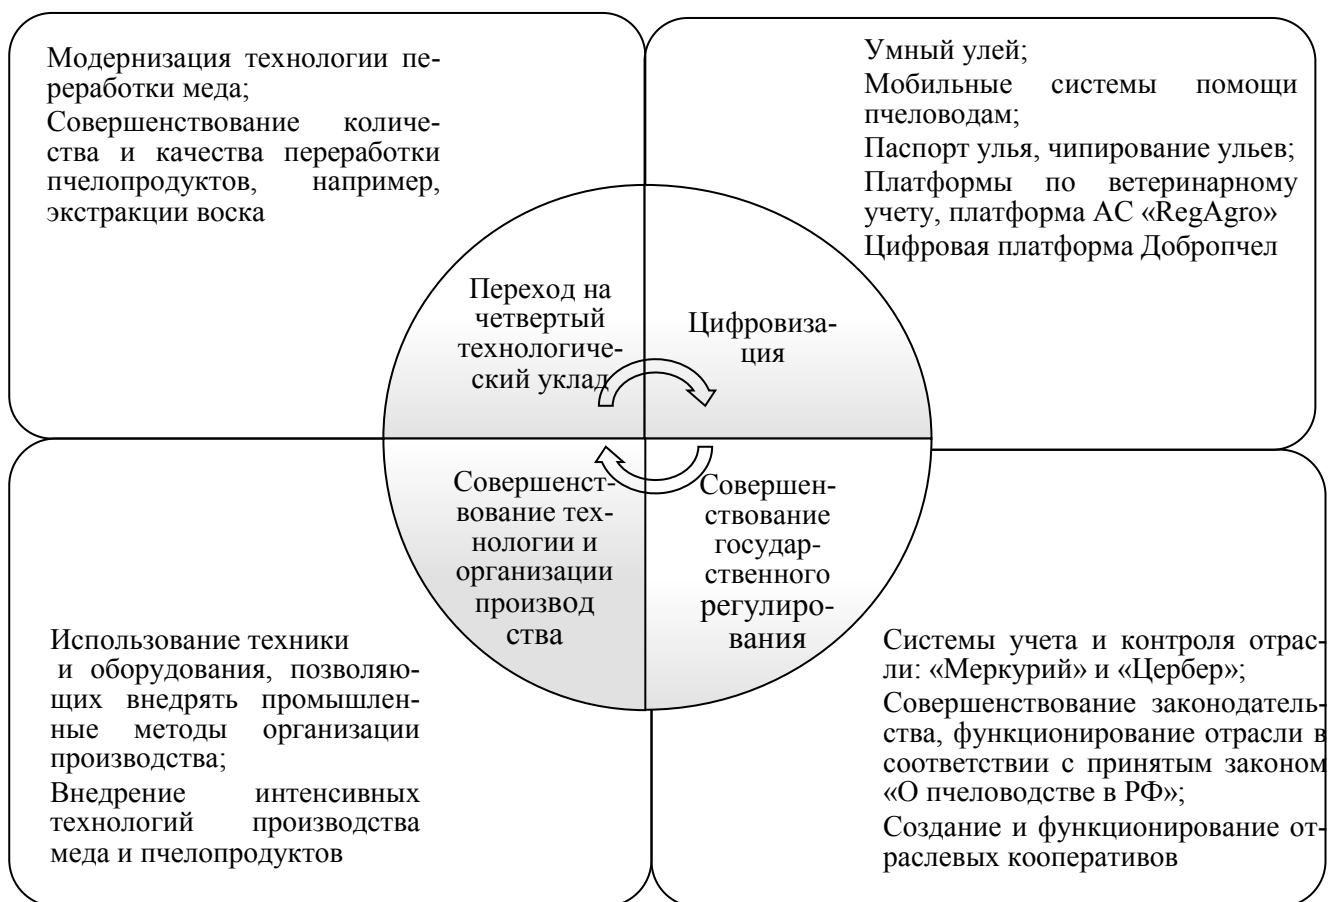 Модернизация технологии пе-
реработки меда;
Совершенствование количе-
ства и качества переработки
пчелопродуктов, например,
экстракции воска
Умный улей;
Мобильные системы помощи
пчеловодам;
Паспорт улья, чипирование ульев;
Платформы по ветеринарному
учету, платформа АС «RegAgro»
Цифровая платформа Добропчел
Переход на
четвертый
технологиче-
ский уклад
Цифровиза-
ция
Совершенст-
вование тех-
нологии и
организации
производ
ства
Совершен-
ствование
государ-
ственного
регулиро-
вания
Использование техники
и оборудования, позволяю-
щих внедрять промышлен-
ные методы организации
производства;
Внедрение интенсивных
технологий производства
меда и пчелопродуктов
Системы учета и контроля отрас-
ли: «Меркурий» и «Цербер»;
Совершенствование законодатель-
ства, функционирование отрасли в
соответствии с принятым законом
«О пчеловодстве в РФ»;
Создание и функционирование от-
раслевых кооперативов